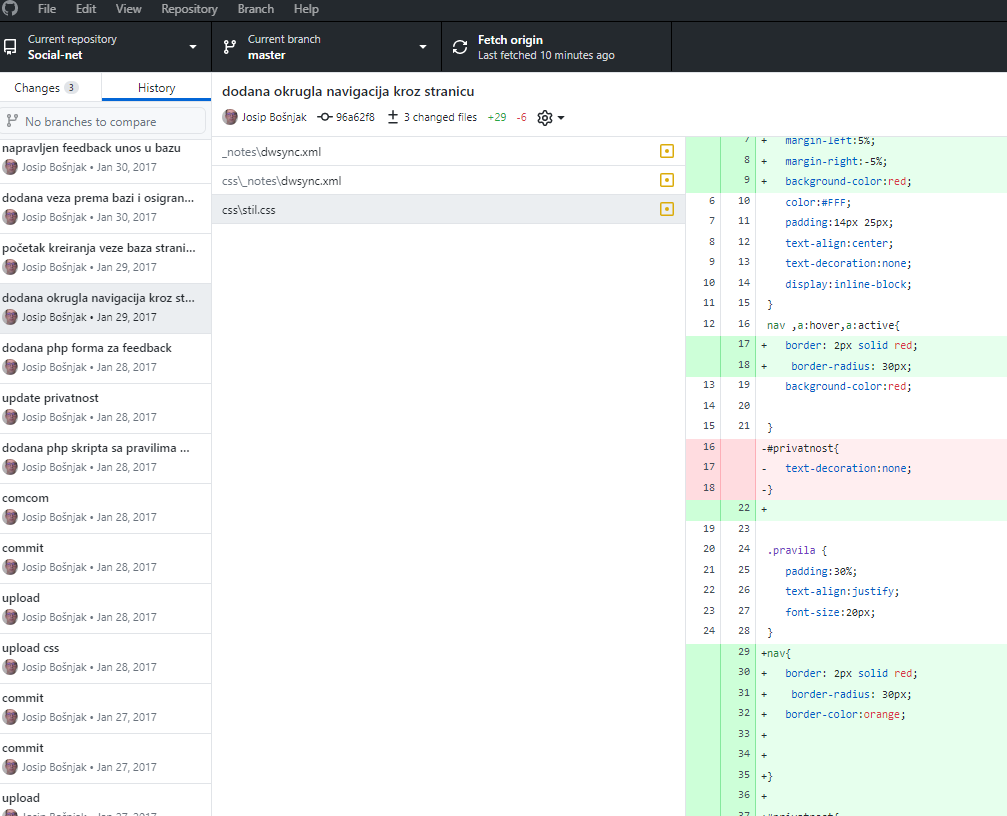 File Edit View Repository Branch Help
Current repository
Social-net
Current branch
master
Fetch origin
Last fetched 10 minutes ago
Changes 3
History
No branches to compare
napravljen feedback unos u bazu
Josip Bošnjak • Jan 30, 2017
dodana veza prema bazi i osigran...
Josip Bošnjak • Jan 30, 2017
početak kreiranja veze baza strani...
Josip Bošnjak • Jan 29, 2017
dodana okrugla navigacija kroz st...
Josip Bošnjak • Jan 29, 2017
dodana php forma za feedback
Josip Bošnjak • Jan 28, 2017
update privatnost
Josip Bošnjak • Jan 28, 2017
dodana php skripta sa pravilima ...
Josip Bošnjak • Jan 28, 2017
comcom
Josip Bošnjak • Jan 28, 2017
commit
Josip Bošnjak • Jan 28, 2017
upload
Josip Bošnjak • Jan 28, 2017
upload css
Josip Bošnjak • Jan 28, 2017
commit
Josip Bošnjak • Jan 27, 2017
commit
Josip Bošnjak • Jan 27, 2017
upload
Josip Bošnjak • Jan 27, 2017
dodana okrugla navigacija kroz stranicu
Josip Bošnjak 96a62f8 3 changed files +29 -6
_notes\dwsync.xml
css\_notes\dwsync.xml
css\stil.css
7 + margin-left:5%;
8 + margin-right:-5%;
9 + background-color:red;
6 10 color:#FFF;
7 11 padding:14px 25px;
8 12 text-align:center;
9 13 text-decoration:none;
10 14 display:inline-block;
11 15 }
12 16 nav ,a:hover,a:active{
17 + border: 2px solid red;
18 + border-radius: 30px;
13 19 background-color:red;
14 20
15 21 }
16 -#privatnost{
17 - text-decoration:none;
18 -}
22 +
19 23
20 24 .pravila {
21 25 padding:30%;
22 26 text-align:justify;
23 27 font-size:20px;
24 28 }
29 +nav{
30 + border: 2px solid red;
31 + border-radius: 30px;
32 + border-color:orange;
33 +
34 +
35 +}
36 +
37 +#privatnost{